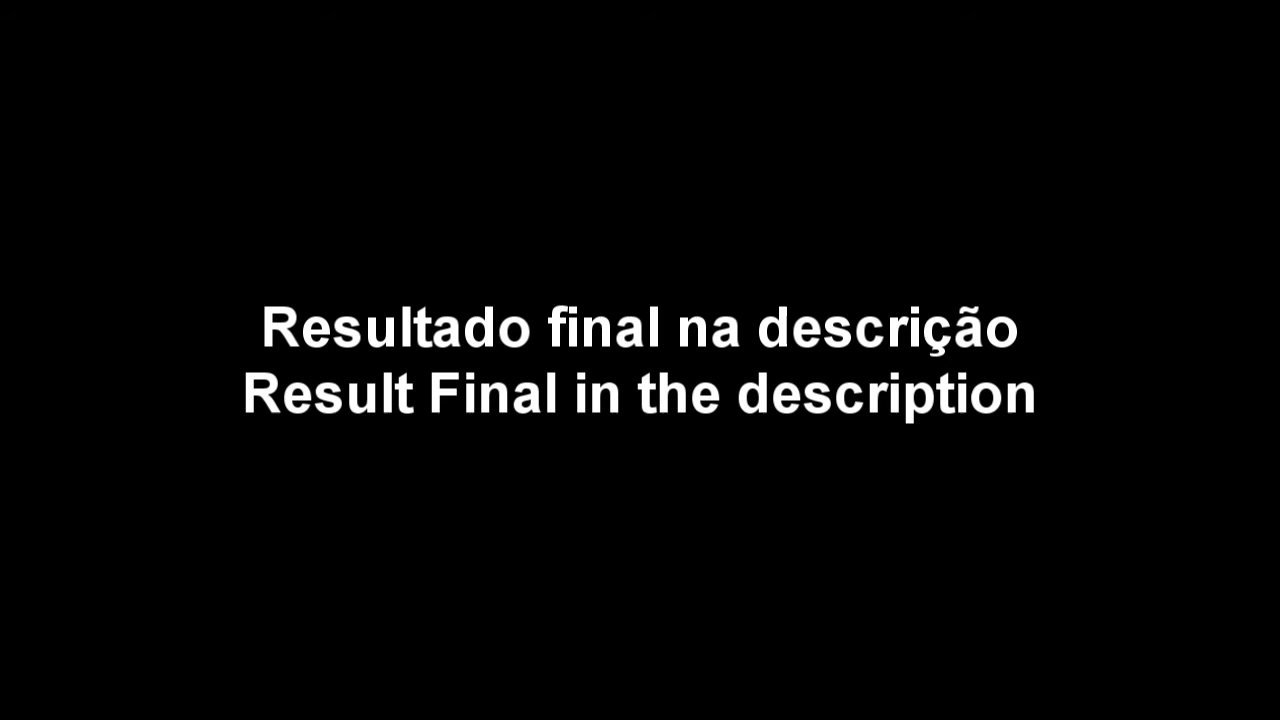 Resultado final na descrição
Result Final in the description